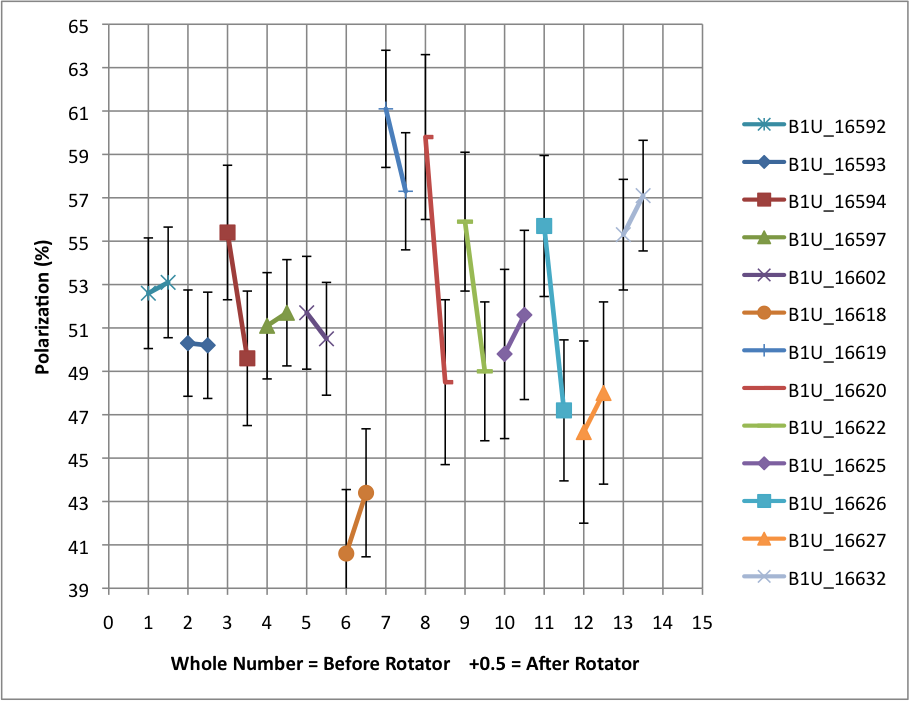 65
63
61
59
57
55
53
51
49
47
45
43
41
39
Polarization (%)
0 1 2 3 4 5 6 7 8 9 10 11 12 13 14 15
Whole Number = Before Rotator +0.5 = After Rotator
B1U_16592
B1U_16593
B1U_16594
B1U_16597
B1U_16602
B1U_16618
B1U_16619
B1U_16620
B1U_16622
B1U_16625
B1U_16626
B1U_16627
B1U_16632